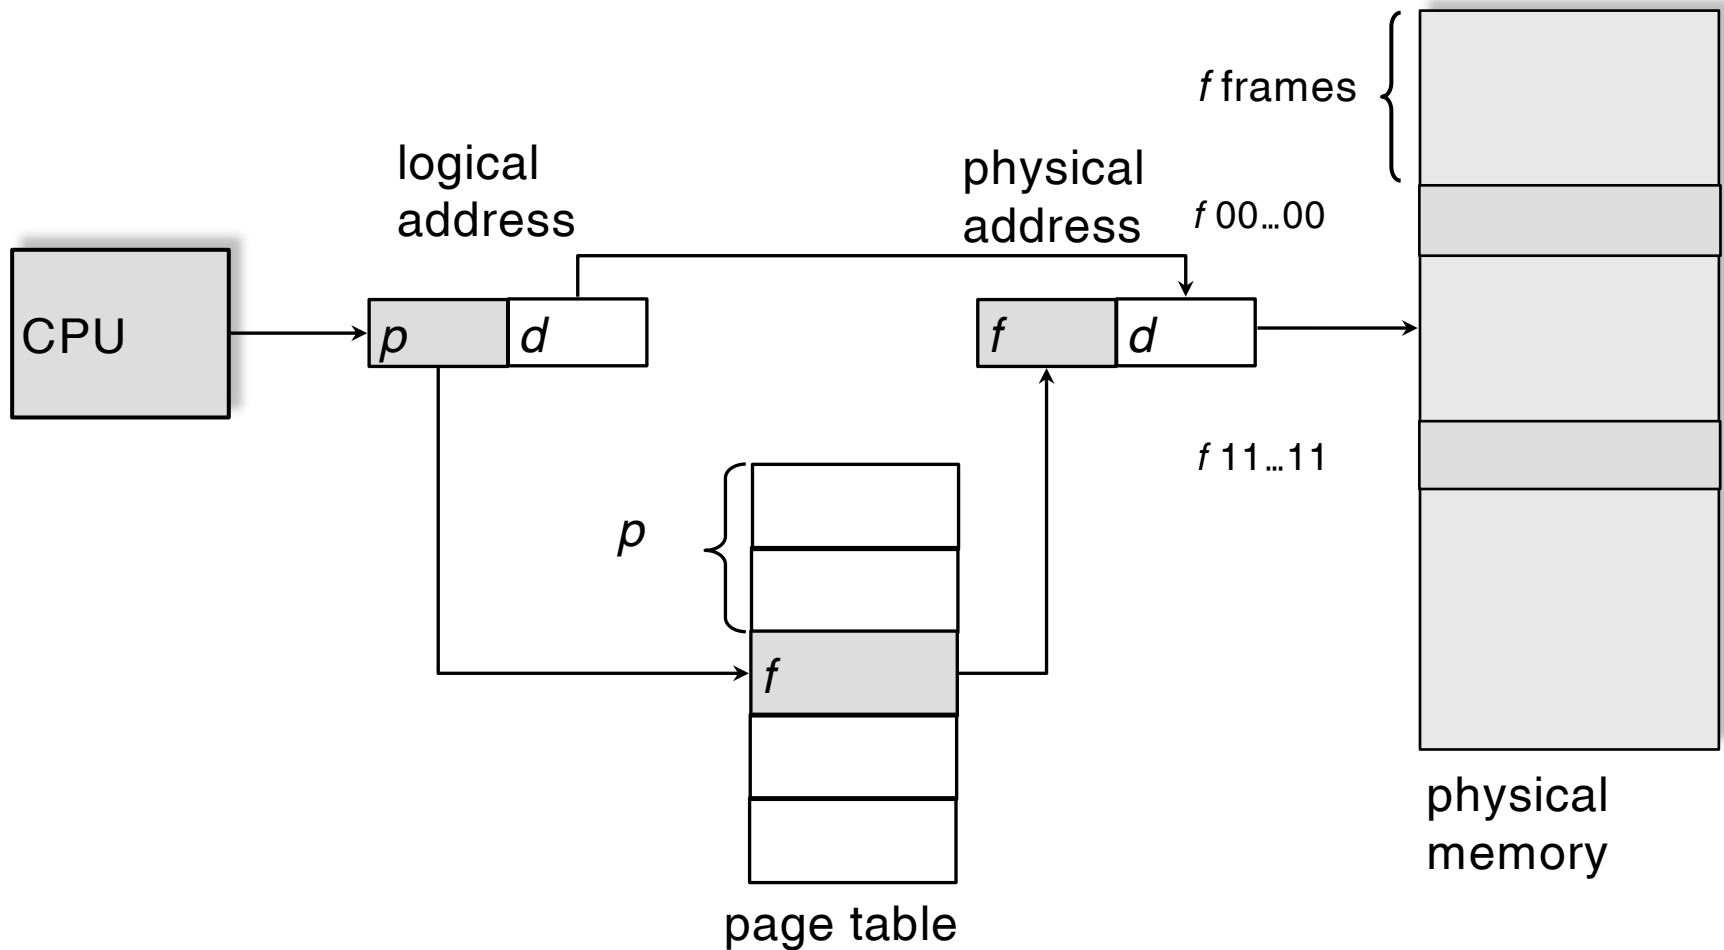 f frames
logical
address
physical
address
f 00...00
CPU
p
d
f
d
f 11...11
p
f
physical
memory
page table